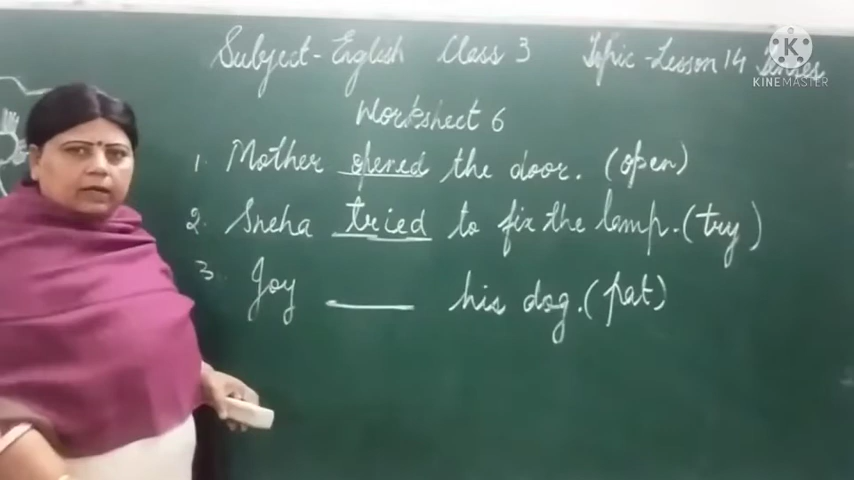 Subject - English Class 3 Topic - Lesson 14 Tenses
KINEMASTER
Worksheet 6
1. Mother opened the door. (open)
2. Sneha tried to fix the lamp. (try)
3. Joy ____ his dog. (pat)